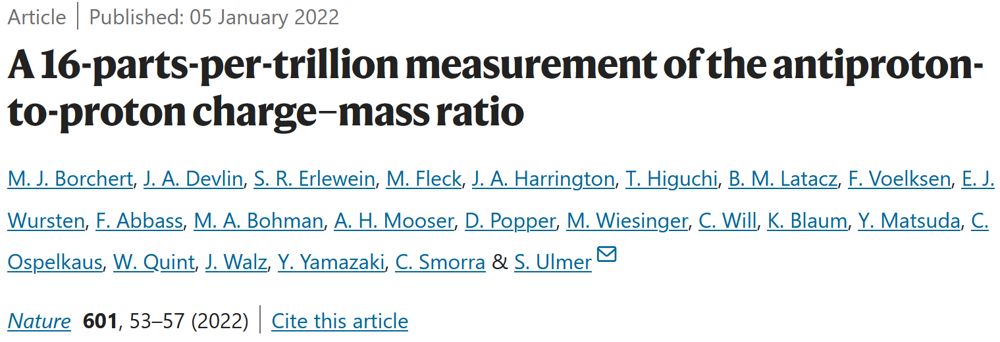 Article | Published: 05 January 2022
A 16-parts-per-trillion measurement of the antiproton-
to-proton charge–mass ratio
M. J. Borchert, J. A. Devlin, S. R. Erlewein, M. Fleck, J. A. Harrington, T. Higuchi, B. M. Latacz, F. Voelksen, E. J.
Wursten, F. Abbass, M. A. Bohman, A. H. Mooser, D. Popper, M. Wiesinger, C. Will, K. Blaum, Y. Matsuda, C.
Ospelkaus, W. Quint, J. Walz, Y. Yamazaki, C. Smorra & S. Ulmer
Nature 601, 53–57 (2022) | Cite this article